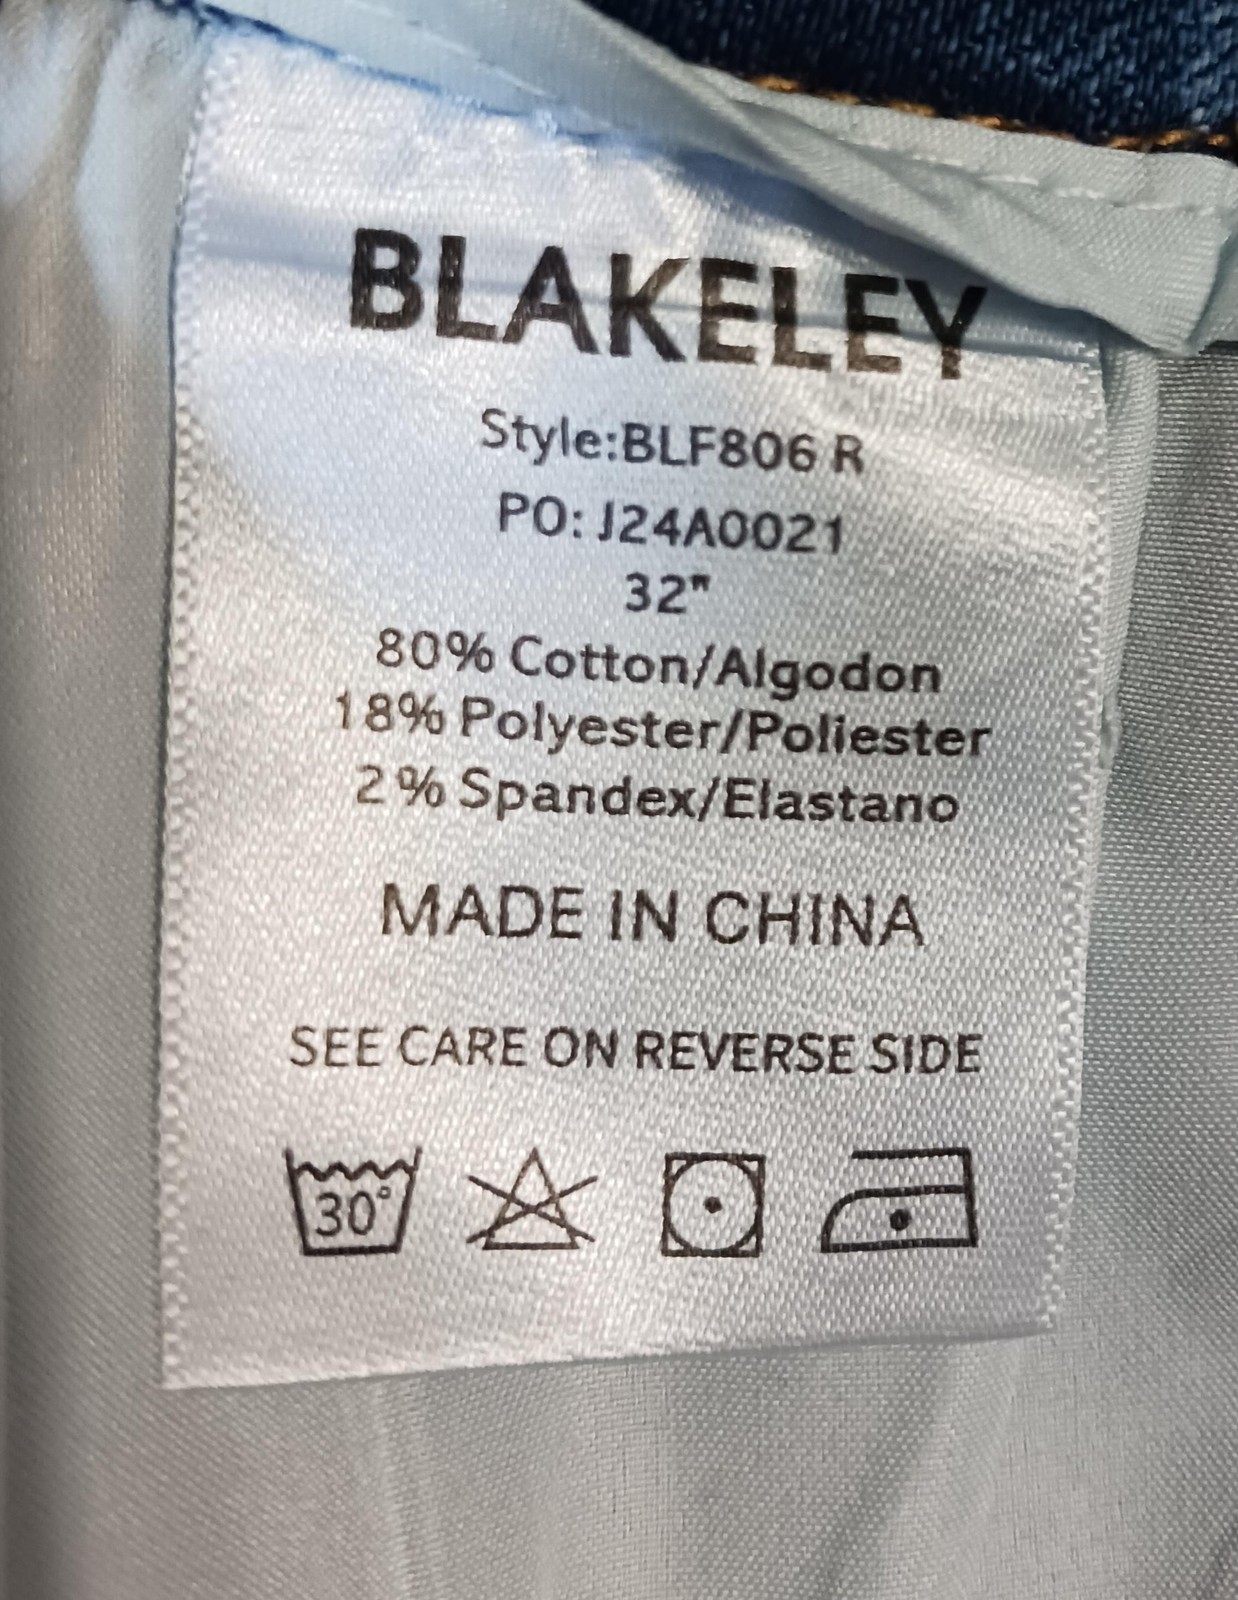 BLAKELEY
Style:BLF806 R
PO: J24A0021
32"
80% Cotton/Algodon
18% Polyester/Poliester
2% Spandex/Elastano
MADE IN CHINA
SEE CARE ON REVERSE SIDE
30°